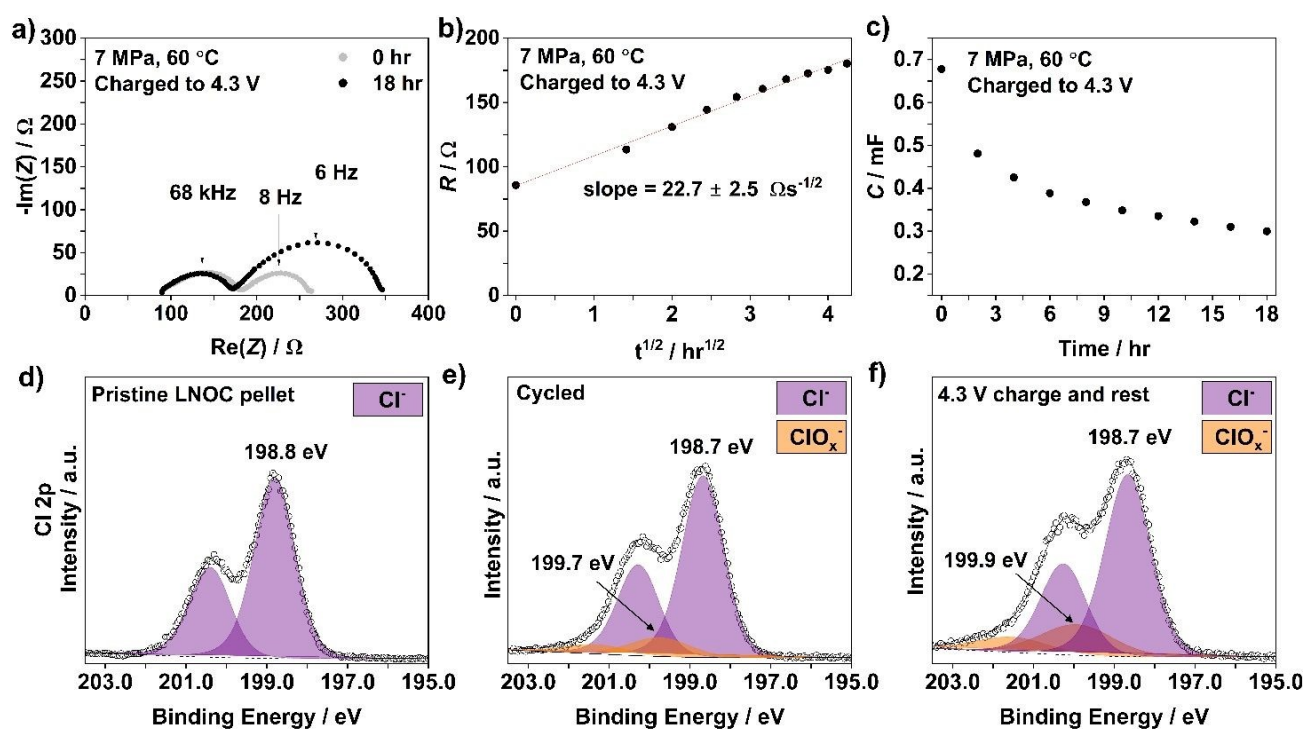 a)
300
250
200
150
100
50
0
-Im(Z) / Ω
7 MPa, 60 °C
Charged to 4.3 V
0 hr
18 hr
68 kHz
8 Hz
6 Hz
0 100 200 300 400
Re(Z) / Ω
b)
200
150
100
50
0
R / Ω
7 MPa, 60 °C
Charged to 4.3 V
slope = 22.7 ± 2.5 Ωs-1/2
0 1 2 3 4
t1/2 / hr1/2
c)
0.7
0.6
0.5
0.4
0.3
0.2
C / mF
7 MPa, 60 °C
Charged to 4.3 V
0 3 6 9 12 15 18
Time / hr
d)
Pristine LNOC pellet
Cl-
198.8 eV
Cl 2p
Intensity / a.u.
203.0 201.0 199.0 197.0 195.0
Binding Energy / eV
e)
Cycled
Cl-
ClOx-
198.7 eV
199.7 eV
Intensity / a.u.
203.0 201.0 199.0 197.0 195.0
Binding Energy / eV
f)
4.3 V charge and rest
Cl-
ClOx-
198.7 eV
199.9 eV
Intensity / a.u.
203.0 201.0 199.0 197.0 195.0
Binding Energy / eV